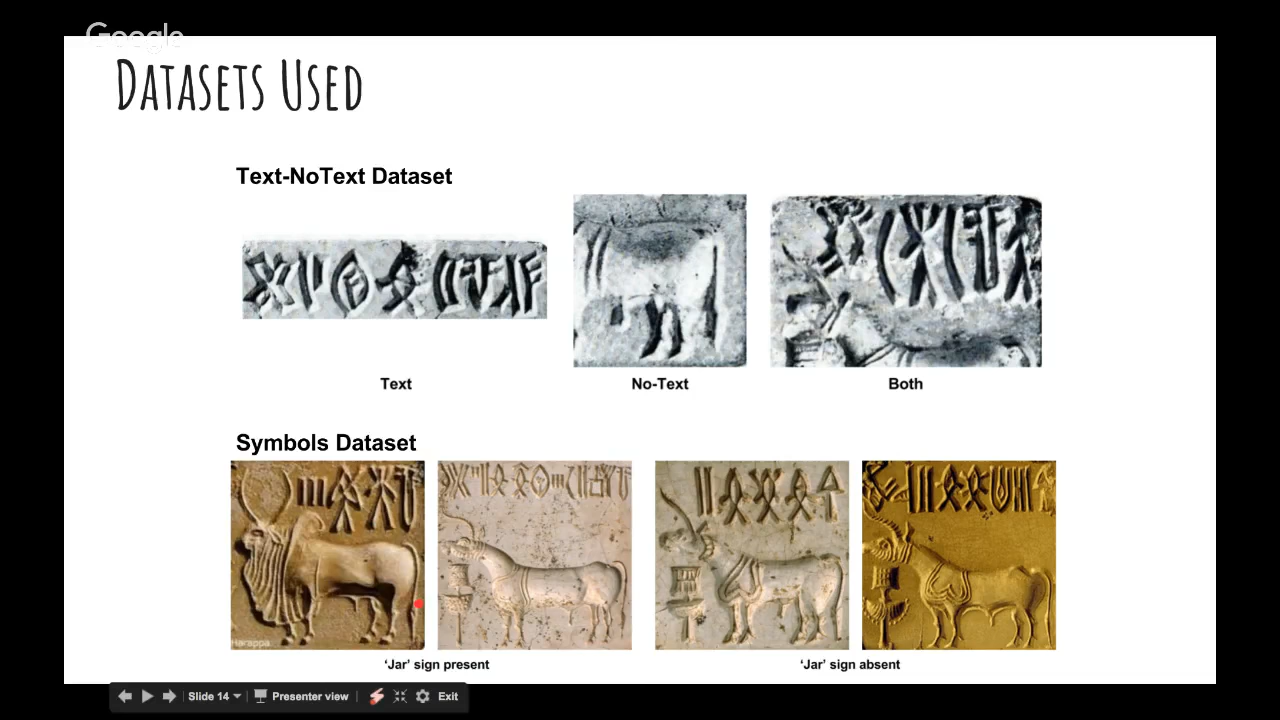 Google
DATASETS USED
Text-NoText Dataset
Text
No-Text
Both
Symbols Dataset
Harappa
‘Jar’ sign present
‘Jar’ sign absent
Slide 14
Presenter view
Exit